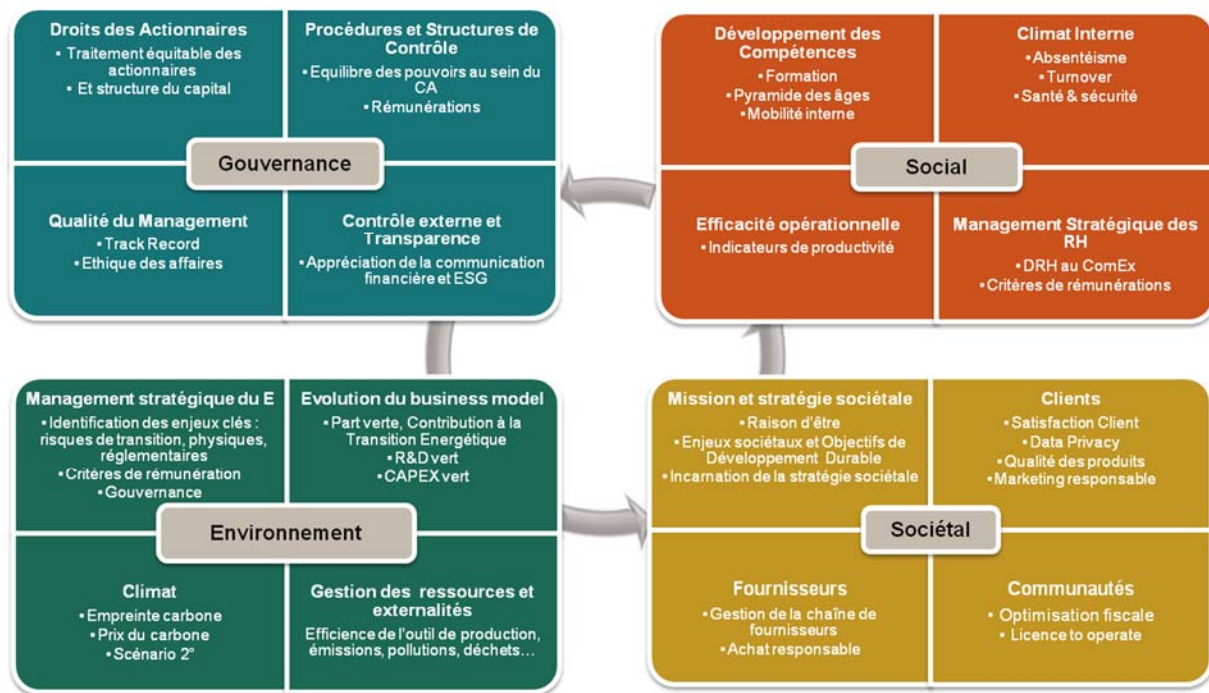 Droits des Actionnaires
▪ Traitement équitable des
actionnaires
▪ Et structure du capital
Procédures et Structures de
Contrôle
▪ Equilibre des pouvoirs au sein du
CA
▪ Rémunérations
Gouvernance
Qualité du Management
▪ Track Record
▪ Ethique des affaires
Contrôle externe et
Transparence
▪ Appréciation de la communication
financière et ESG
Développement des
Compétences
▪ Formation
▪ Pyramide des âges
▪ Mobilité interne
Climat Interne
▪ Absentéisme
▪ Turnover
▪ Santé & sécurité
Social
Efficacité opérationnelle
▪ Indicateurs de productivité
Management Stratégique des
RH
▪ DRH au ComEx
▪ Critères de rémunérations
Management stratégique du E
▪ Identification des enjeux clés :
risques de transition, physiques,
réglementaires
▪ Critères de rémunération
▪ Gouvernance
Evolution du business model
▪ Part verte, Contribution à la
Transition Energétique
▪ R&D vert
▪ CAPEX vert
Environnement
Climat
▪ Empreinte carbone
▪ Prix du carbone
▪ Scénario 2°
Gestion des ressources et
externalités
Efficience de l'outil de production,
émissions, pollutions, déchets…
Mission et stratégie sociétale
▪ Raison d'être
▪ Enjeux sociétaux et Objectifs de
Développement Durable
▪ Incarnation de la stratégie sociétale
Clients
▪ Satisfaction Client
▪ Data Privacy
▪ Qualité des produits
▪ Marketing responsable
Sociétal
Fournisseurs
▪ Gestion de la chaîne de
fournisseurs
▪ Achat responsable
Communautés
▪ Optimisation fiscale
▪ Licence to operate